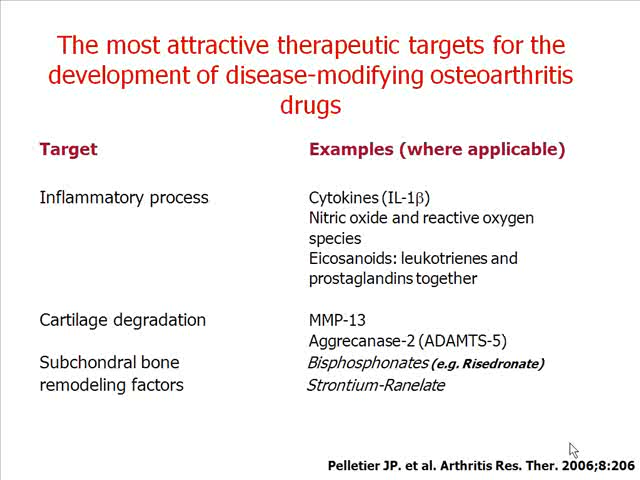 The most attractive therapeutic targets for the
development of disease-modifying osteoarthritis
drugs
Target Examples (where applicable)
Inflammatory process Cytokines (IL-1β)
Nitric oxide and reactive oxygen
species
Eicosanoids: leukotrienes and
prostaglandins together
Cartilage degradation MMP-13
Aggrecanase-2 (ADAMTS-5)
Subchondral bone Bisphosphonates (e.g. Risedronate)
remodeling factors Strontium-Ranelate
Pelletier JP. et al. Arthritis Res. Ther. 2006;8:206